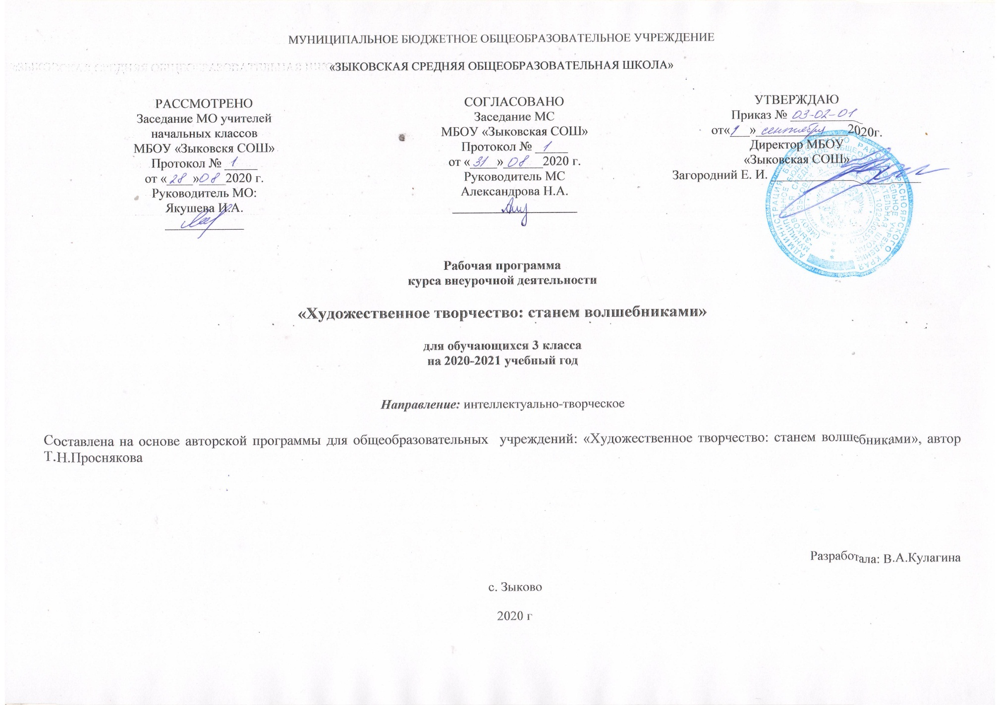 МУНИЦИПАЛЬНОЕ БЮДЖЕТНОЕ ОБЩЕОБРАЗОВАТЕЛЬНОЕ УЧРЕЖДЕНИЕ
«ЗЫКОВСКАЯ СРЕДНЯЯ ОБЩЕОБРАЗОВАТЕЛЬНАЯ ШКОЛА»
РАССМОТРЕНО
Заседание МО учителей
начальных классов
МБОУ «Зыковскя СОШ»
Протокол № 1
от «28»08 2020 г.
Руководитель МО:
Якушева И.А.
СОГЛАСОВАНО
Заседание МС
МБОУ «Зыковская СОШ»
Протокол № 1
от «31» 08 2020 г.
Руководитель МС
Александрова Н.А.
УТВЕРЖДАЮ
Приказ № 03-02-01
от«1» сентября 2020г.
Директор МБОУ
«Зыковская СОШ»
Загородний Е. И.
АДМИНИСТРАЦИЯ БЕРЕЗОВСКОГО РАЙОНА КРАСНОЯРСКОГО КРАЯ
Рабочая программа
курса внеурочной деятельности
«Художественное творчество: станем волшебниками»
для обучающихся 3 класса
на 2020-2021 учебный год
Направление: интеллектуально-творческое
Составлена на основе авторской программы для общеобразовательных учреждений: «Художественное творчество: станем волшебниками», автор
Т.Н.Проснякова
Разработала: В.А.Кулагина
с. Зыково
2020 г